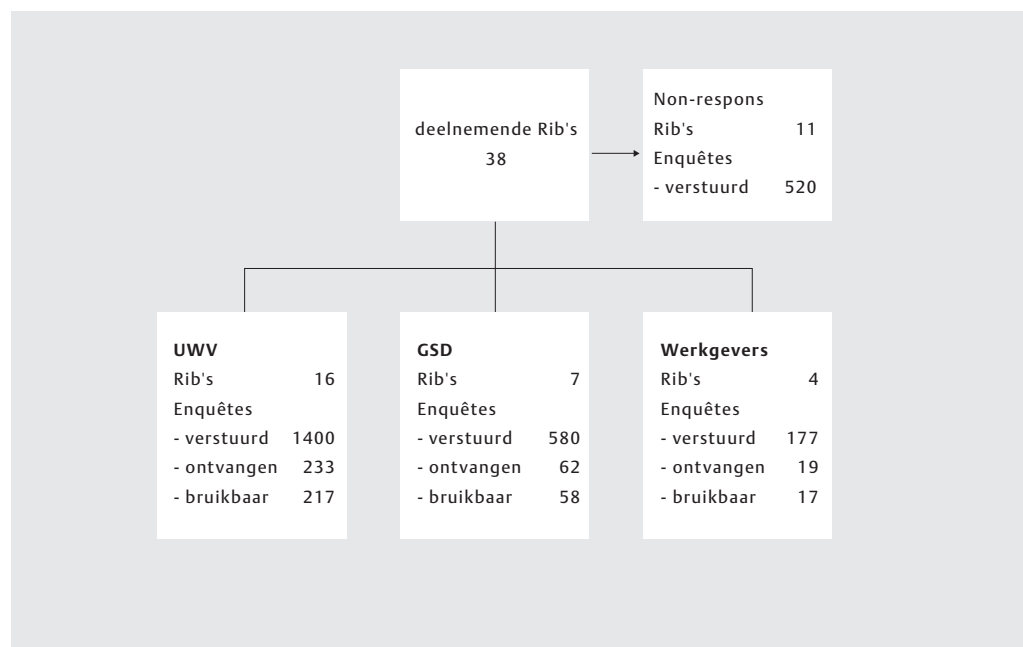 deelnemende Rib's
38
Non-respons
Rib's 11
Enquêtes
- verstuurd 520
UWV
Rib's 16
Enquêtes
- verstuurd 1400
- ontvangen 233
- bruikbaar 217
GSD
Rib's 7
Enquêtes
- verstuurd 580
- ontvangen 62
- bruikbaar 58
Werkgevers
Rib's 4
Enquêtes
- verstuurd 177
- ontvangen 19
- bruikbaar 17